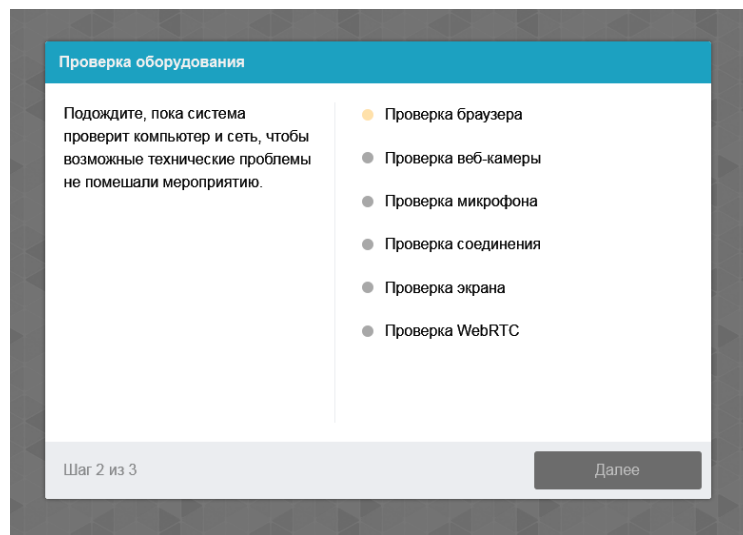 Проверка оборудования
Подождите, пока система
проверит компьютер и сеть, чтобы
возможные технические проблемы
не помешали мероприятию.
Проверка браузера
Проверка веб-камеры
Проверка микрофона
Проверка соединения
Проверка экрана
Проверка WebRTC
Шаг 2 из 3
Далее